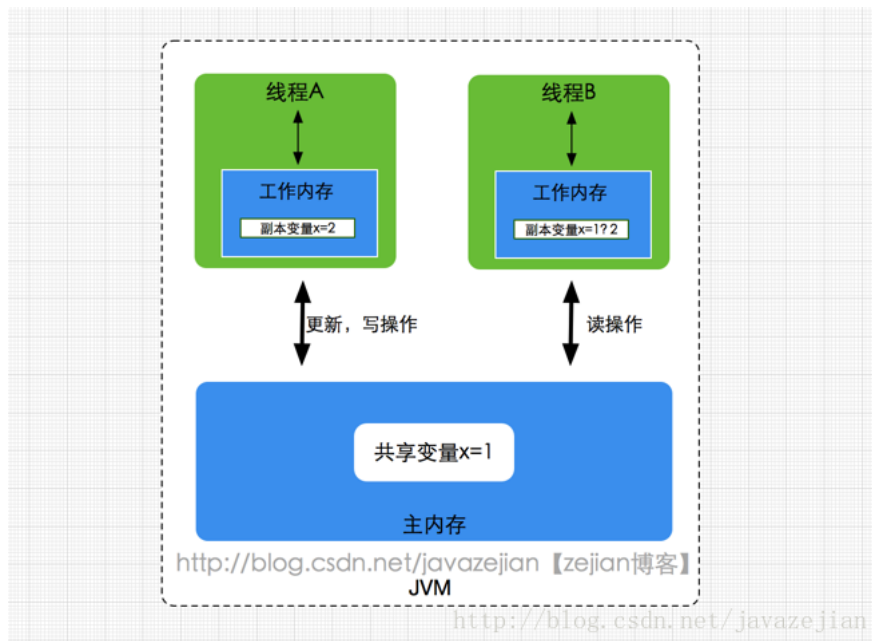 线程A
线程B
工作内存
工作内存
副本变量x=2
副本变量x=1? 2
更新，写操作
读操作
共享变量x=1
主内存
http://blog.csdn.net/javazejian【zejian博客】
JVM
http://blog.csdn.net/javazejian